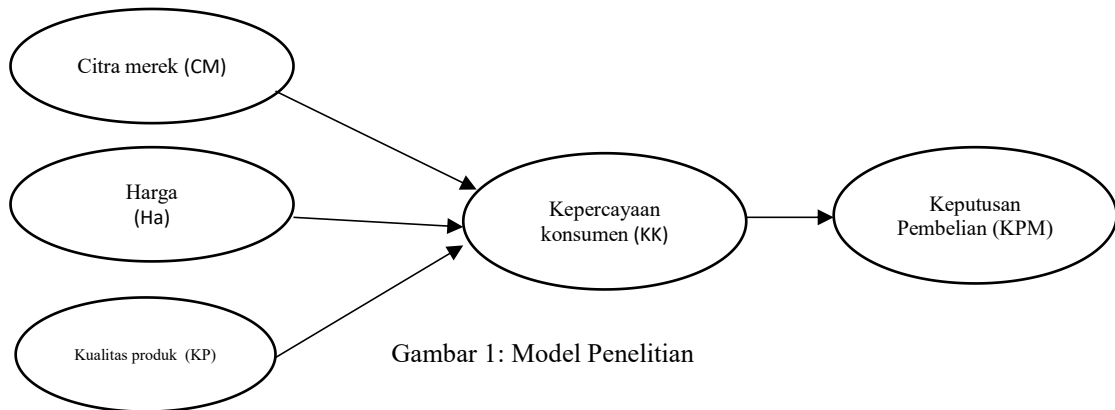 Citra merek (CM)
Harga
(Ha)
Kualitas produk (KP)
Kepercayaan
konsumen (KK)
Keputusan
Pembelian (KPM)
Gambar 1: Model Penelitian